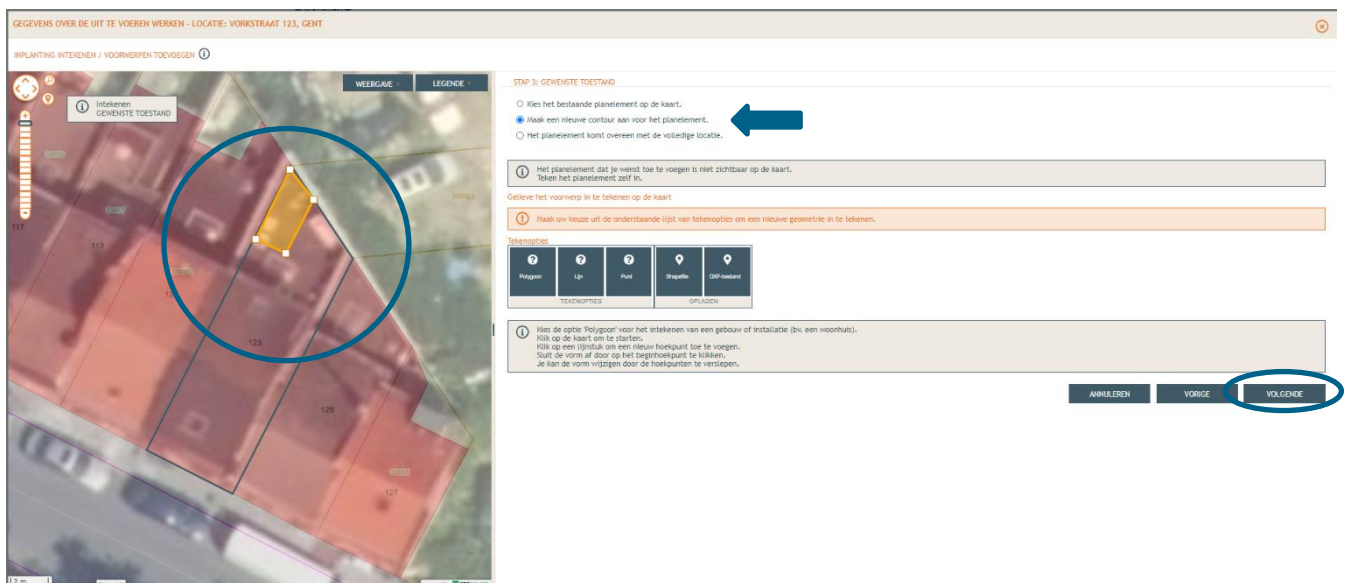 GEGEVENS OVER DE UIT TE VOEREN WERKEN - LOCATIE: VORKSTRAAT 123, GENT
INPLANTING INTEKENEN / VOORWERPEN TOEVOEGEN
WEERGAVE
LEGENDE
Intekenen
GEWENSTE TOESTAND
117
113
123
125
127
2 m
STAP 3: GEWENSTE TOESTAND
Kies het bestaande planelement op de kaart.
Maak een nieuwe contour aan voor het planelement.
Het planelement komt overeen met de volledige locatie.
Het planelement dat je wenst toe te voegen is niet zichtbaar op de kaart.
Teken het planelement zelf in.
Gelieve het voorwerp in te tekenen op de kaart
Maak uw keuze uit de onderstaande lijst van tekenopties om een nieuwe geometrie in te tekenen.
Tekenopties
Polygoon
Lijn
Punt
Shapefile
DXF-bestand
TEKENOPTIES
OPLADEN
Kies de optie 'Polygoon' voor het intekenen van een gebouw of installatie (bv. een woonhuis).
Klik op de kaart om te starten.
Klik op een lijnstuk om een nieuw hoekpunt toe te voegen.
Sluit de vorm af door op het beginhoekpunt te klikken.
Je kan de vorm wijzigen door de hoekpunten te verslepen.
ANNULEREN
VORIGE
VOLGENDE